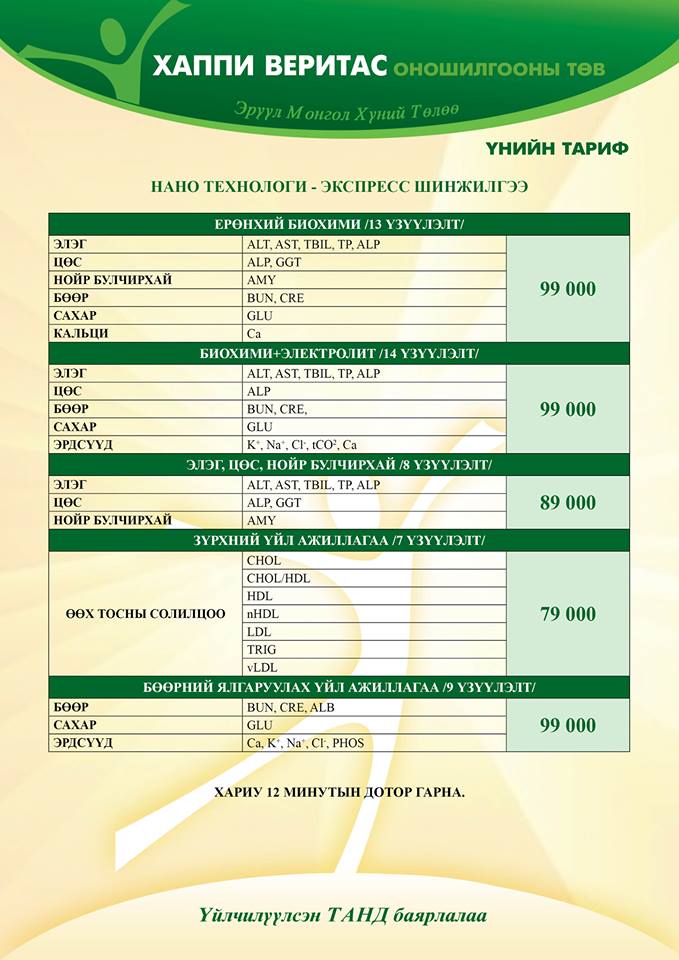 ХАППИ ВЕРИТАС ОНОШИЛГООНЫ ТӨВ
Эрүүл Монгол Хүний Төлөө
ҮНИЙН ТАРИФ
НАНО ТЕХНОЛОГИ - ЭКСПРЕСС ШИНЖИЛГЭЭ
ЕРӨНХИЙ БИОХИМИ /13 ҮЗҮҮЛЭЛТ/
ЭЛЭГ ALT, AST, TBIL, TP, ALP
ЦӨС ALP, GGT
НОЙР БУЛЧИРХАЙ AMY
БӨӨР BUN, CRE
САХАР GLU
КАЛЬЦИ Ca
99 000
БИОХИМИ+ЭЛЕКТРОЛИТ /14 ҮЗҮҮЛЭЛТ/
ЭЛЭГ ALT, AST, TBIL, TP, ALP
ЦӨС ALP
БӨӨР BUN, CRE,
САХАР GLU
ЭРДСҮҮД K⁺, Na⁺, Cl⁻, tCO², Ca
99 000
ЭЛЭГ, ЦӨС, НОЙР БУЛЧИРХАЙ /8 ҮЗҮҮЛЭЛТ/
ЭЛЭГ ALT, AST, TBIL, TP, ALP
ЦӨС ALP, GGT
НОЙР БУЛЧИРХАЙ AMY
89 000
ЗҮРХНИЙ ҮЙЛ АЖИЛЛАГАА /7 ҮЗҮҮЛЭЛТ/
ӨӨХ ТОСНЫ СОЛИЛЦОО
CHOL
CHOL/HDL
HDL
nHDL
LDL
TRIG
vLDL
79 000
БӨӨРНИЙ ЯЛГАРУУЛАХ ҮЙЛ АЖИЛЛАГАА /9 ҮЗҮҮЛЭЛТ/
БӨӨР BUN, CRE, ALB
САХАР GLU
ЭРДСҮҮД Ca, K⁺, Na⁺, Cl⁻, PHOS
99 000
ХАРИУ 12 МИНУТЫН ДОТОР ГАРНА.
Үйлчлүүлсэн ТАНД баярлалаа